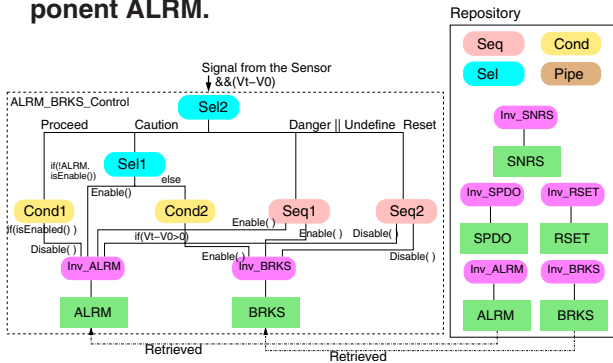 ponent ALRM.
Repository
Seq Cond
Sel Pipe
Signal from the Sensor
&&(Vt−V0)
ALRM_BRKS_Control
Sel2
Proceed Caution Danger || Undefine Reset
Inv_SNRS
SNRS
if(!ALRM.
isEnable())
Sel1
else
Enable()
Cond1 Cond2 Seq1 Seq2
Inv_SPDO Inv_RSET
if(isEnabled() )
Enable( )
if(Vt−V0>0)
Enable( )
Disable( )
Disable( )
Enable( )
Disable( )
SPDO RSET
Inv_ALRM Inv_BRKS
Inv_ALRM Inv_BRKS
ALRM BRKS
ALRM BRKS
Retrieved
Retrieved